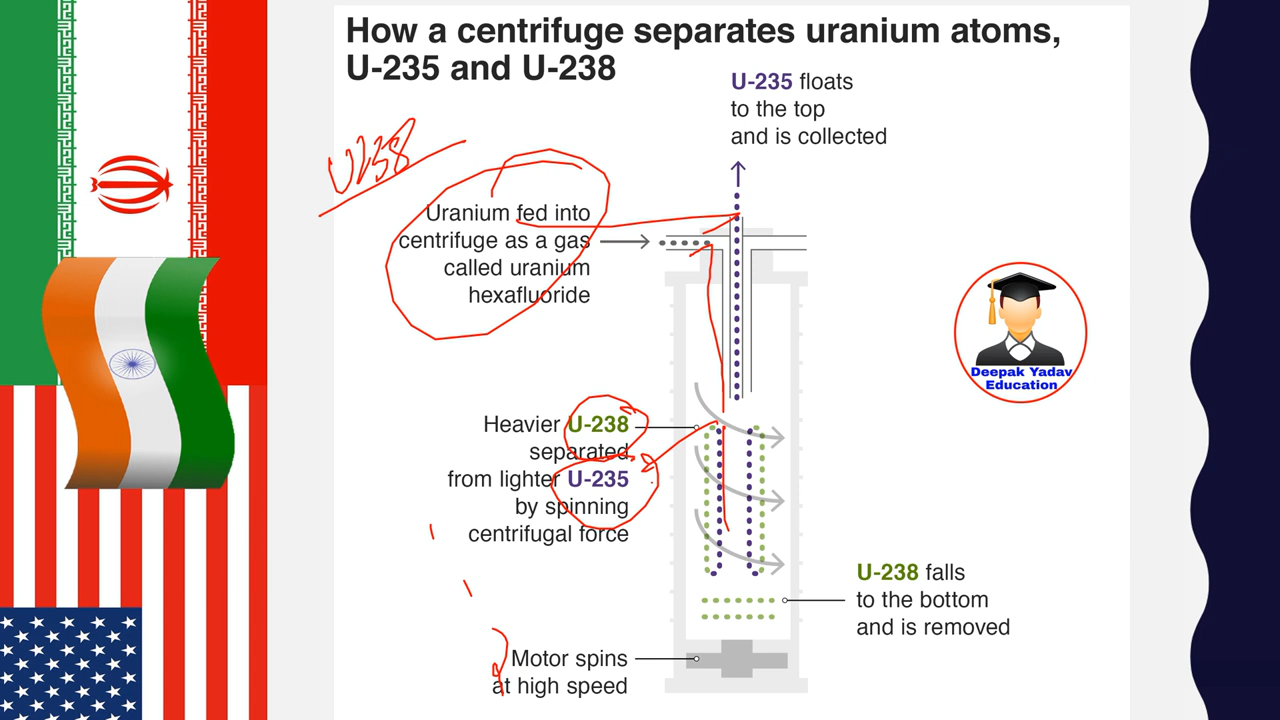 How a centrifuge separates uranium atoms,
U-235 and U-238
U-235 floats
to the top
and is collected
U238
Uranium fed into
centrifuge as a gas
called uranium
hexafluoride
Deepak Yadav
Education
Heavier U-238
separated
from lighter U-235
by spinning
centrifugal force
U-238 falls
to the bottom
and is removed
Motor spins
at high speed